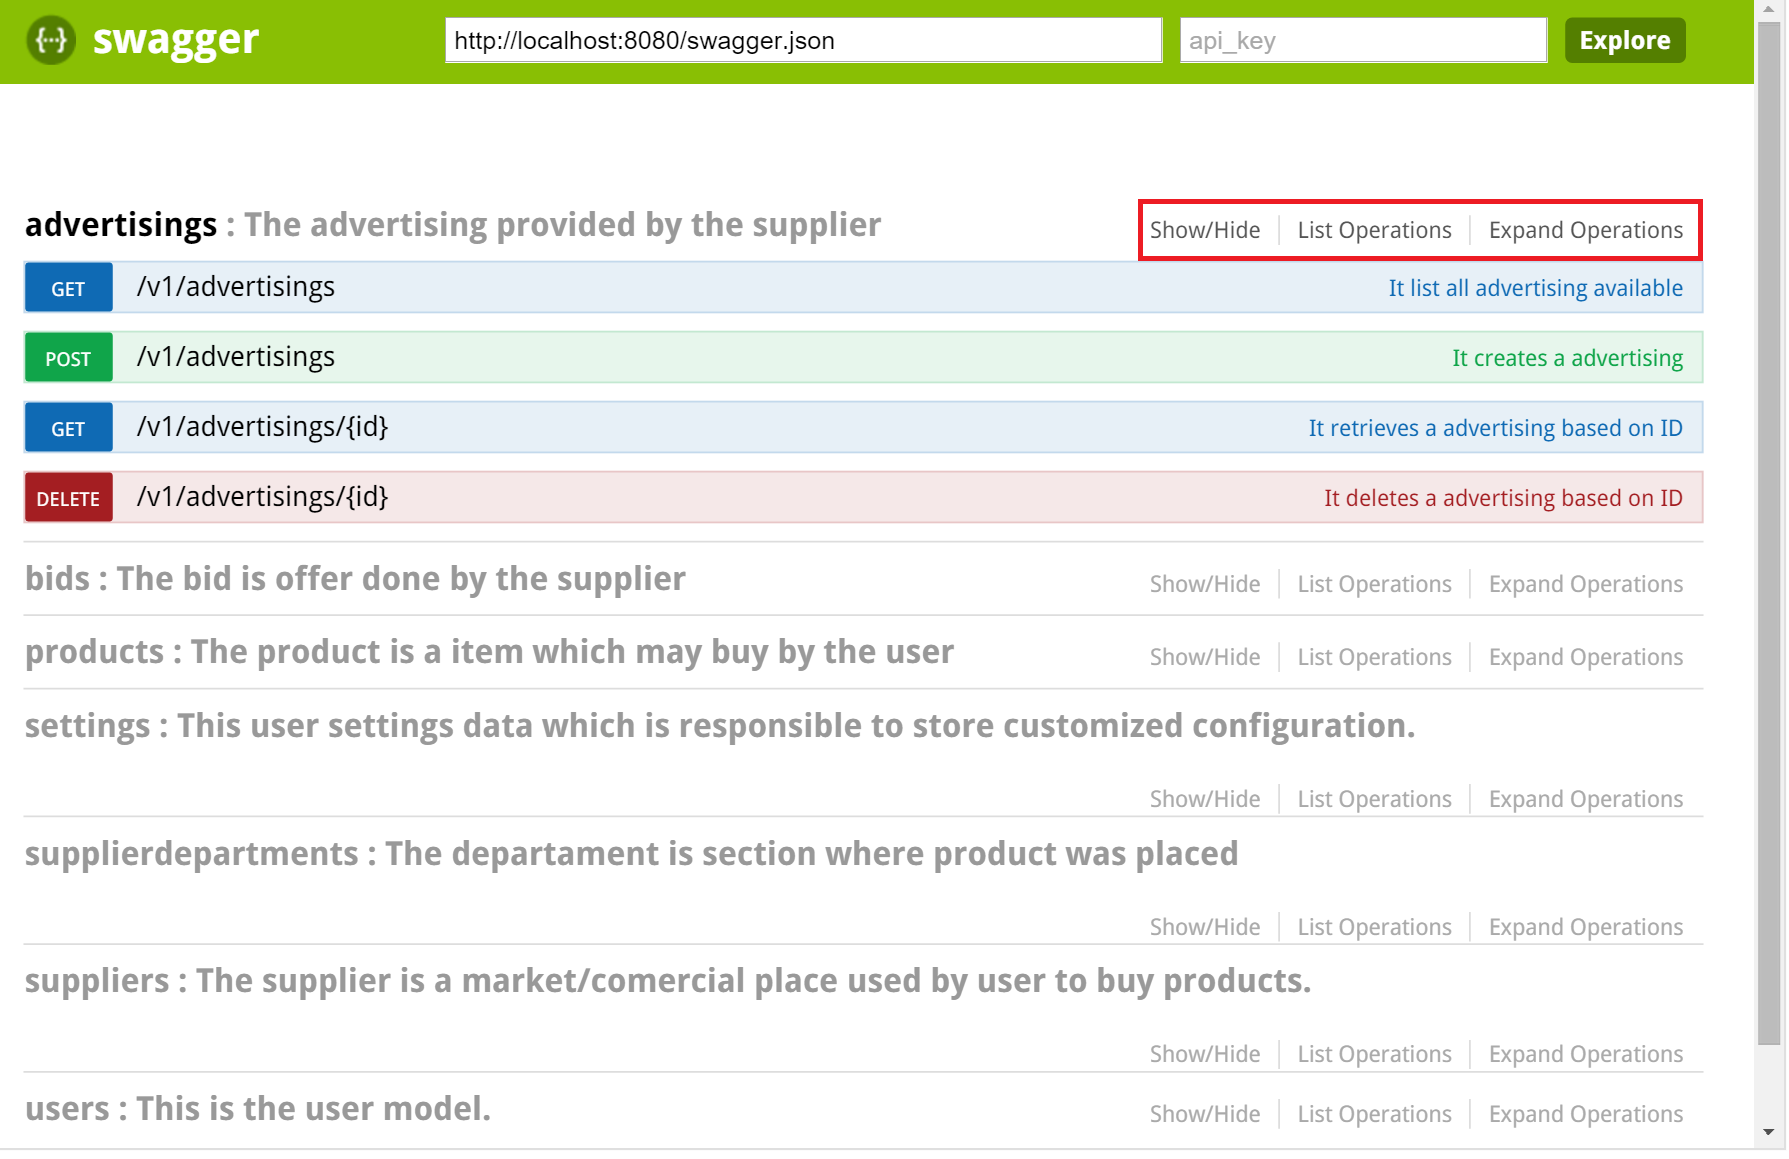 {···} swagger http://localhost:8080/swagger.json api_key Explore
advertisings : The advertising provided by the supplier Show/Hide List Operations Expand Operations
GET /v1/advertisings It list all advertising available
POST /v1/advertisings It creates a advertising
GET /v1/advertisings/{id} It retrieves a advertising based on ID
DELETE /v1/advertisings/{id} It deletes a advertising based on ID
bids : The bid is offer done by the supplier Show/Hide List Operations Expand Operations
products : The product is a item which may buy by the user Show/Hide List Operations Expand Operations
settings : This user settings data which is responsible to store customized configuration.
Show/Hide List Operations Expand Operations
supplierdepartments : The departament is section where product was placed
Show/Hide List Operations Expand Operations
suppliers : The supplier is a market/comercial place used by user to buy products.
Show/Hide List Operations Expand Operations
users : This is the user model. Show/Hide List Operations Expand Operations